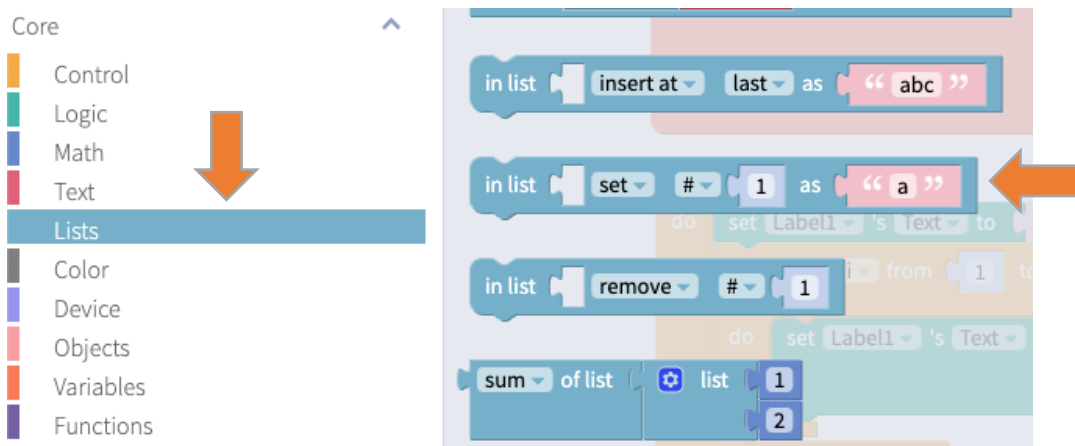 Core
Control
Logic
Math
Text
Lists
Color
Device
Objects
Variables
Functions
in list insert at last as “ abc ”
in list set # 1 as “ a ”
do set Label1 's Text to
i from 1 to
in list remove # 1
do set Label1 's Text
sum of list list 1
2